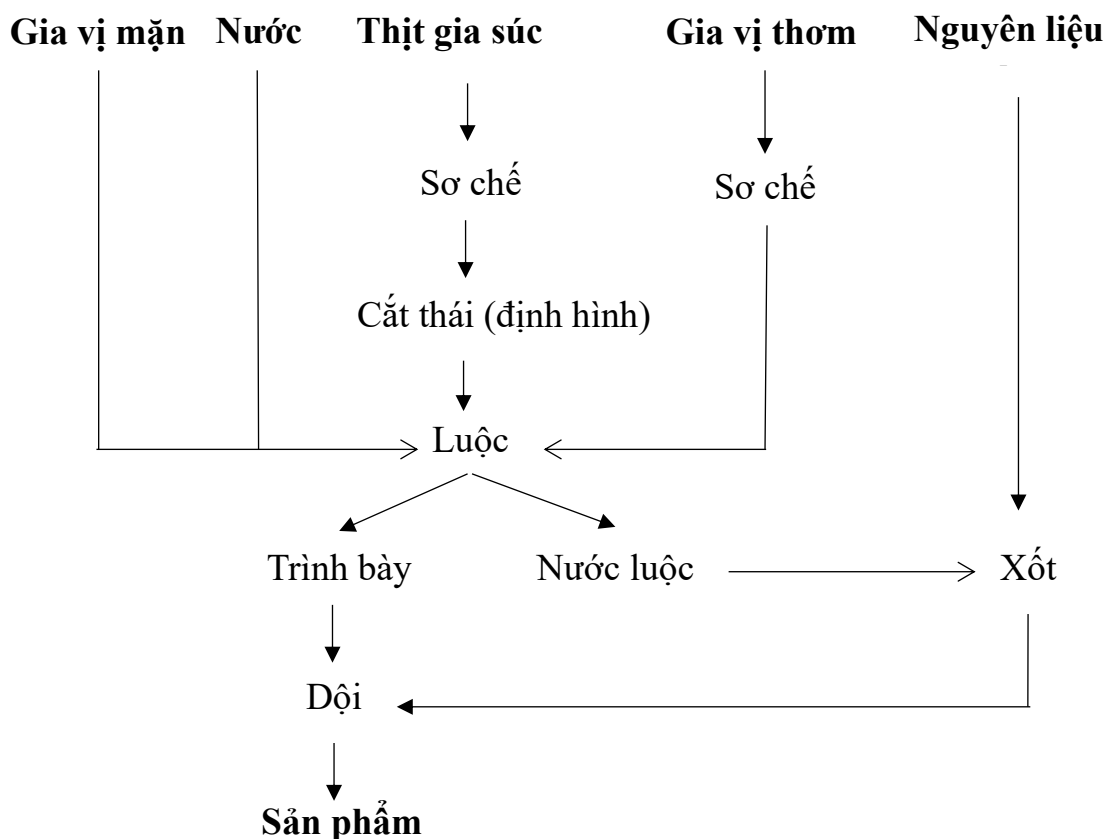 Gia vị mặn Nước Thịt gia súc Gia vị thơm Nguyên liệu
Sơ chế Sơ chế
Cắt thái (định hình)
Luộc
Trình bày Nước luộc Xốt
Dội
Sản phẩm